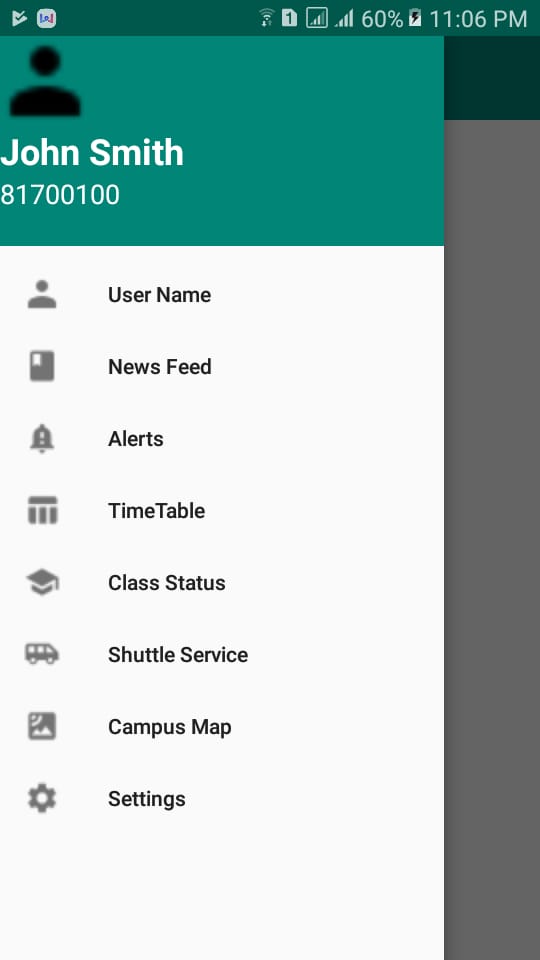 1 60% 11:06 PM
John Smith
81700100
User Name
News Feed
Alerts
TimeTable
Class Status
Shuttle Service
Campus Map
Settings